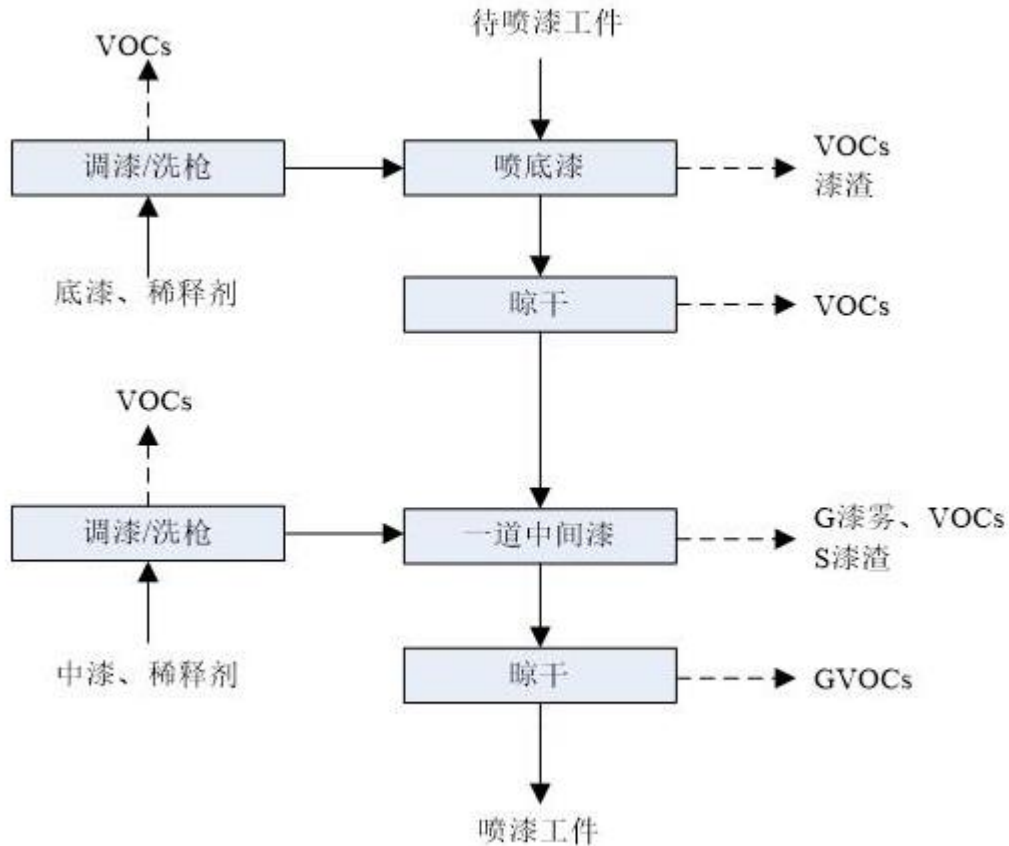 待喷漆工件
VOCs
调漆/洗枪
喷底漆
VOCs
漆渣
底漆、稀释剂
晾干
VOCs
VOCs
调漆/洗枪
一道中间漆
G漆雾、VOCs
S漆渣
中漆、稀释剂
晾干
GVOCs
喷漆工件